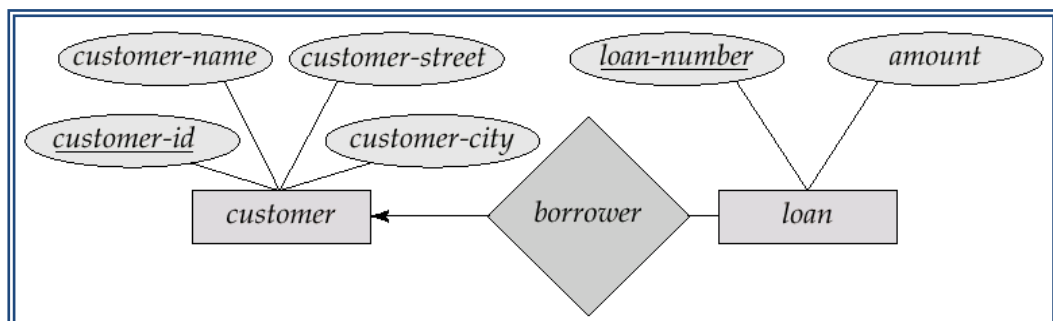 customer-name
customer-street
loan-number
amount
customer-id
customer-city
customer
borrower
loan